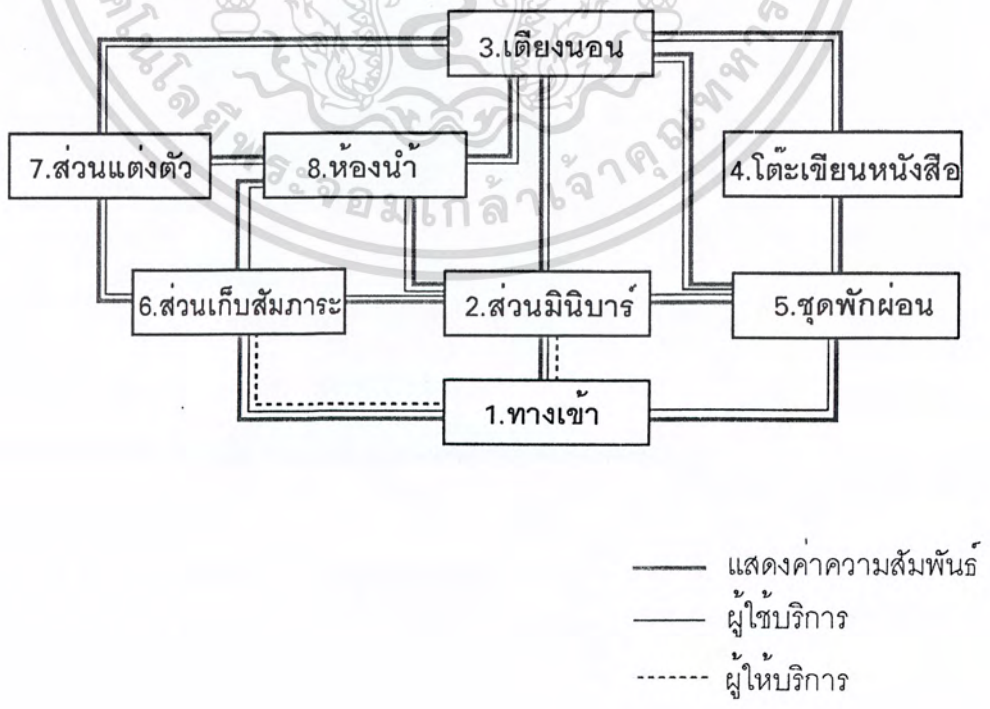 3.เตียงนอน
7.ส่วนแต่งตัว
8.ห้องน้ำ
4.โต๊ะเขียนหนังสือ
6.ส่วนเก็บสัมภาระ
2.ส่วนมินิบาร์
5.ชุดพักผ่อน
1.ทางเข้า
แสดงค่าความสัมพันธ์
ผู้ใช้บริการ
ผู้ให้บริการ